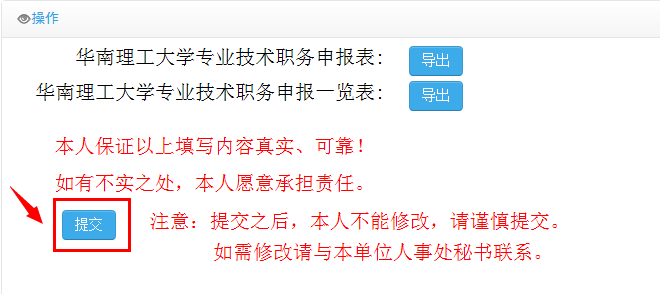 操作
华南理工大学专业技术职务申报表： 导出
华南理工大学专业技术职务申报一览表： 导出
本人保证以上填写内容真实、可靠！
如有不实之处，本人愿意承担责任。
提交 注意：提交之后，本人不能修改，请谨慎提交。
如需修改请与本单位人事处秘书联系。